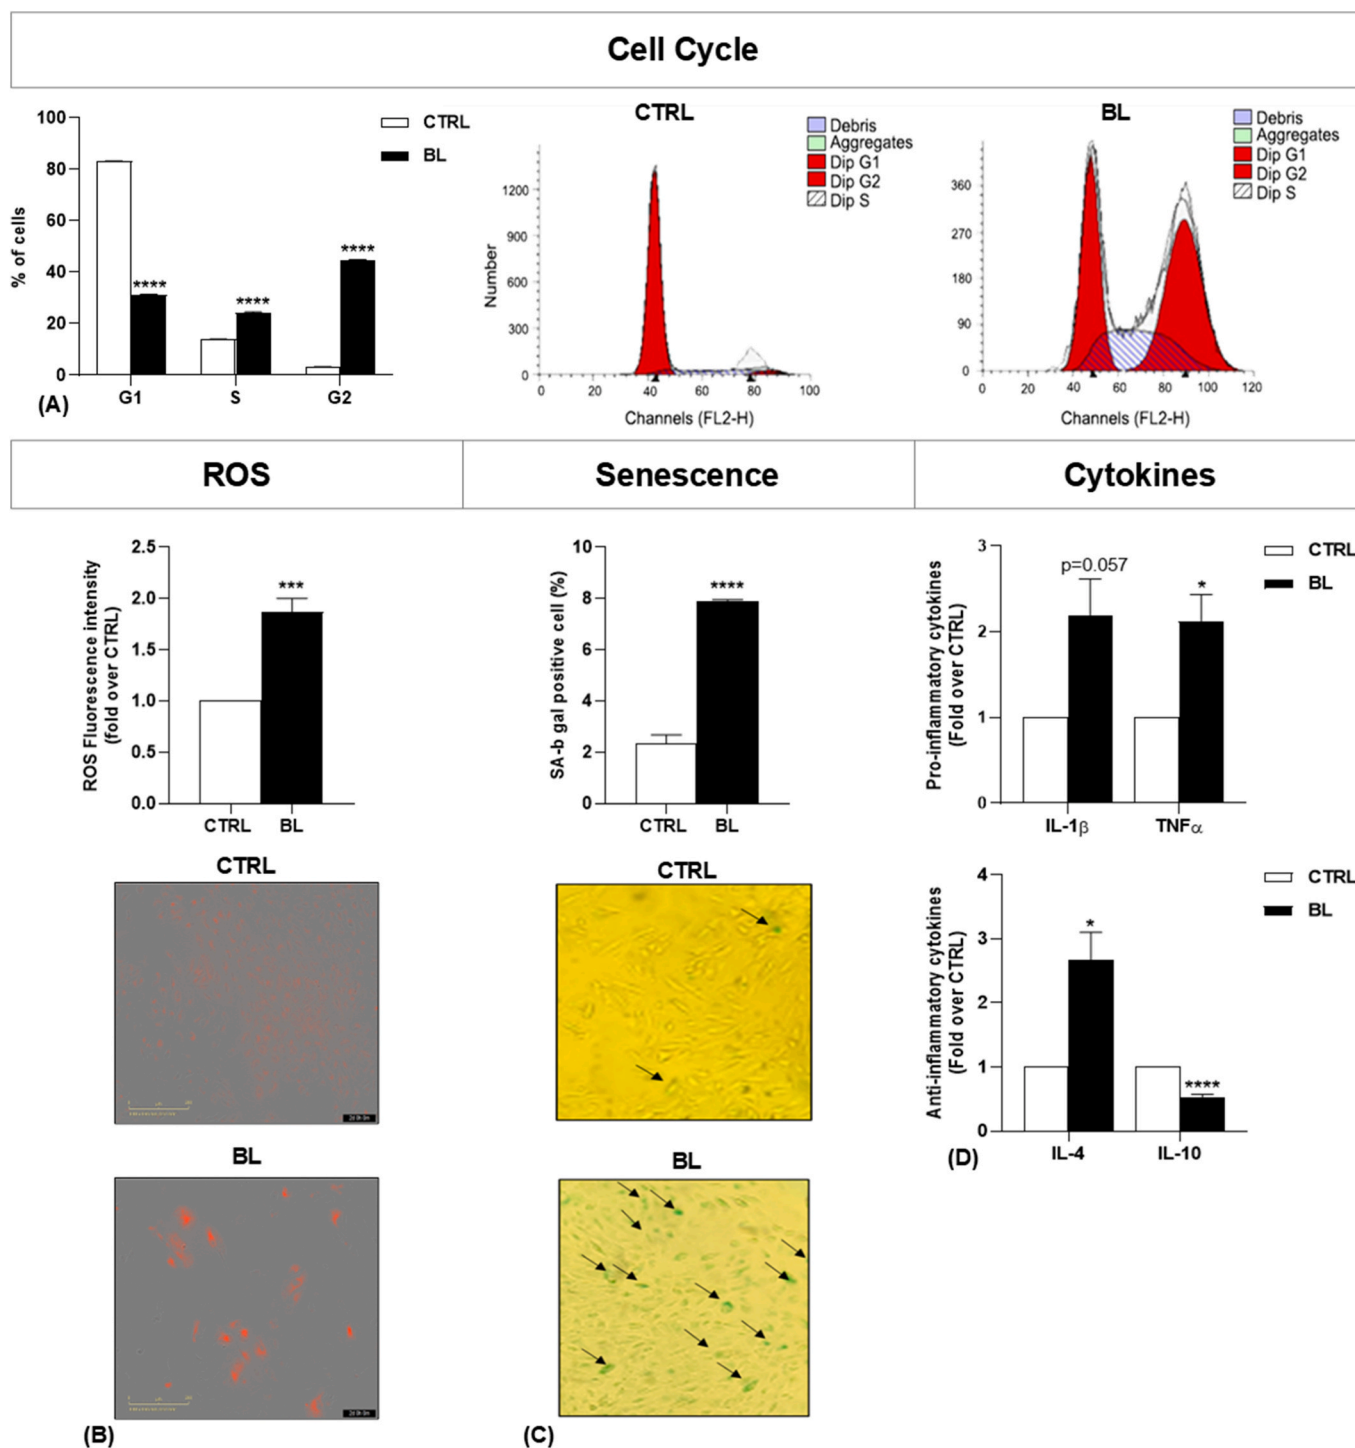 Cell Cycle
100
80
60
40
20
0
% of cells
G1
S
G2
****
****
****
CTRL
BL
(A)
CTRL
Debris
Aggregates
Dip G1
Dip G2
Dip S
1200
900
600
300
0
Number
0 20 40 60 80 100
Channels (FL2-H)
BL
Debris
Aggregates
Dip G1
Dip G2
Dip S
360
270
180
90
0
0 20 40 60 80 100 120
Channels (FL2-H)
ROS
Senescence
Cytokines
ROS Fluorescence intensity
(fold over CTRL)
2.5
2.0
1.5
1.0
0.5
0.0
***
CTRL BL
CTRL
BL
(B)
SA-b gal positive cell (%)
10
8
6
4
2
0
****
CTRL BL
CTRL
BL
(C)
Pro-inflammatory cytokines
(Fold over CTRL)
3
2
1
0
p=0.057
*
IL-1β TNFα
CTRL
BL
Anti-inflammatory cytokines
(Fold over CTRL)
4
3
2
1
0
*
****
IL-4 IL-10
CTRL
BL
(D)